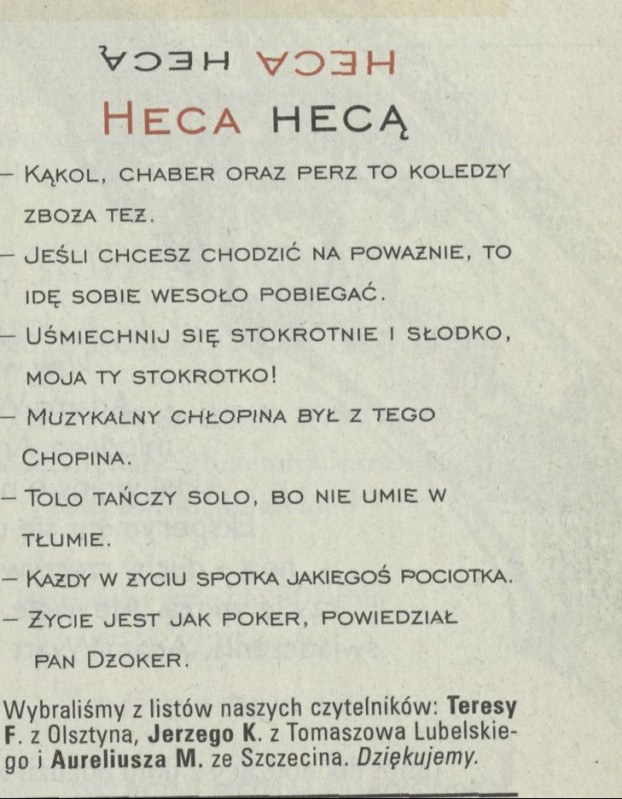 HECA HECĄ
HECA HECĄ
– KĄKOL, CHABER ORAZ PERZ TO KOLEDZY
ZBOŻA TEŻ.
– JEŚLI CHCESZ CHODZIĆ NA POWAŻNIE, TO
IDĘ SOBIE WESOŁO POBIEGAĆ.
– UŚMIECHNIJ SIĘ STOKROTNIE I SŁODKO,
MOJA TY STOKROTKO!
– MUZYKALNY CHŁOPINA BYŁ Z TEGO
CHOPINA.
– TOLO TAŃCZY SOLO, BO NIE UMIE W
TŁUMIE.
– KAŻDY W ŻYCIU SPOTKA JAKIEGOŚ POCIOTKA.
– ŻYCIE JEST JAK POKER, POWIEDZIAŁ
PAN DŻOKER.
Wybraliśmy z listów naszych czytelników: Teresy
F. z Olsztyna, Jerzego K. z Tomaszowa Lubelskie-
go i Aureliusza M. ze Szczecina. Dziękujemy.